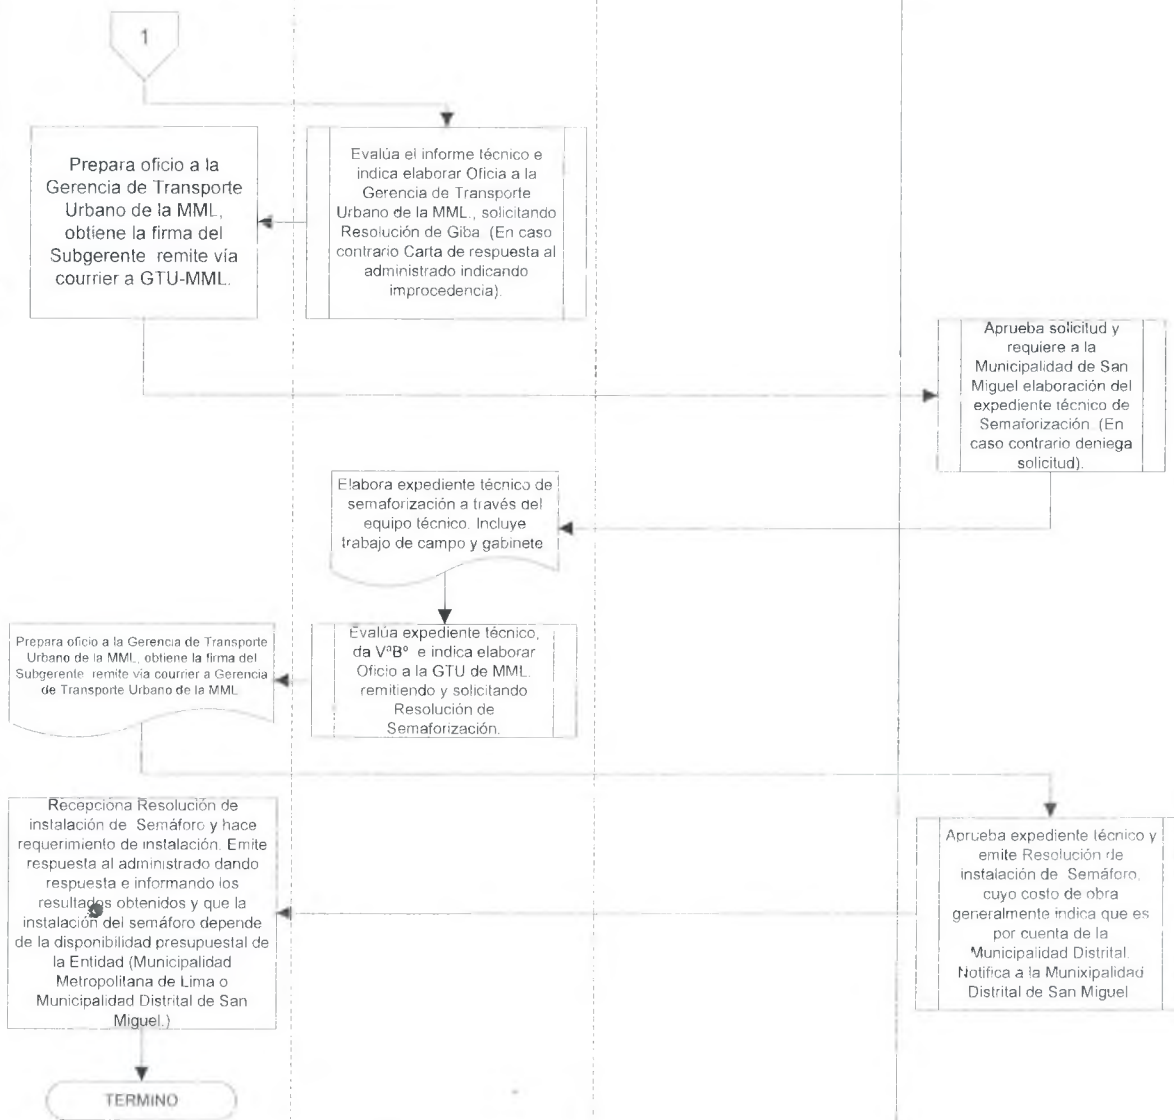 1
Evalúa el informe técnico e
indica elaborar Oficia a la
Gerencia de Transporte
Urbano de la MML., solicitando
Resolución de Giba. (En caso
contrario Carta de respuesta al
administrado indicando
improcedencia).
Prepara oficio a la
Gerencia de Transporte
Urbano de la MML,
obtiene la firma del
Subgerente remite vía
courrier a GTU-MML.
Aprueba solicitud y
requiere a la
Municipalidad de San
Miguel elaboración del
expediente técnico de
Semaforización. (En
caso contrario deniega
solicitud).
Elabora expediente técnico de
semaforización a través del
equipo técnico. Incluye
trabajo de campo y gabinete
Evalúa expediente técnico,
da VºBº e indica elaborar
Oficio a la GTU de MML.
remitiendo y solicitando
Resolución de
Semaforización.
Prepara oficio a la Gerencia de Transporte
Urbano de la MML, obtiene la firma del
Subgerente remite vía courrier a Gerencia
de Transporte Urbano de la MML
Aprueba expediente técnico y
emite Resolución de
instalación de Semáforo,
cuyo costo de obra
generalmente indica que es
por cuenta de la
Municipalidad Distrital.
Notifica a la Munixipalidad
Distrital de San Miguel
Recepciona Resolución de
instalación de Semáforo y hace
requerimiento de instalación. Emite
respuesta al administrado dando
respuesta e informando los
resultados obtenidos y que la
instalación del semáforo depende
de la disponibilidad presupuestal de
la Entidad (Municipalidad
Metropolitana de Lima o
Municipalidad Distrital de San
Miguel.)
TERMINO